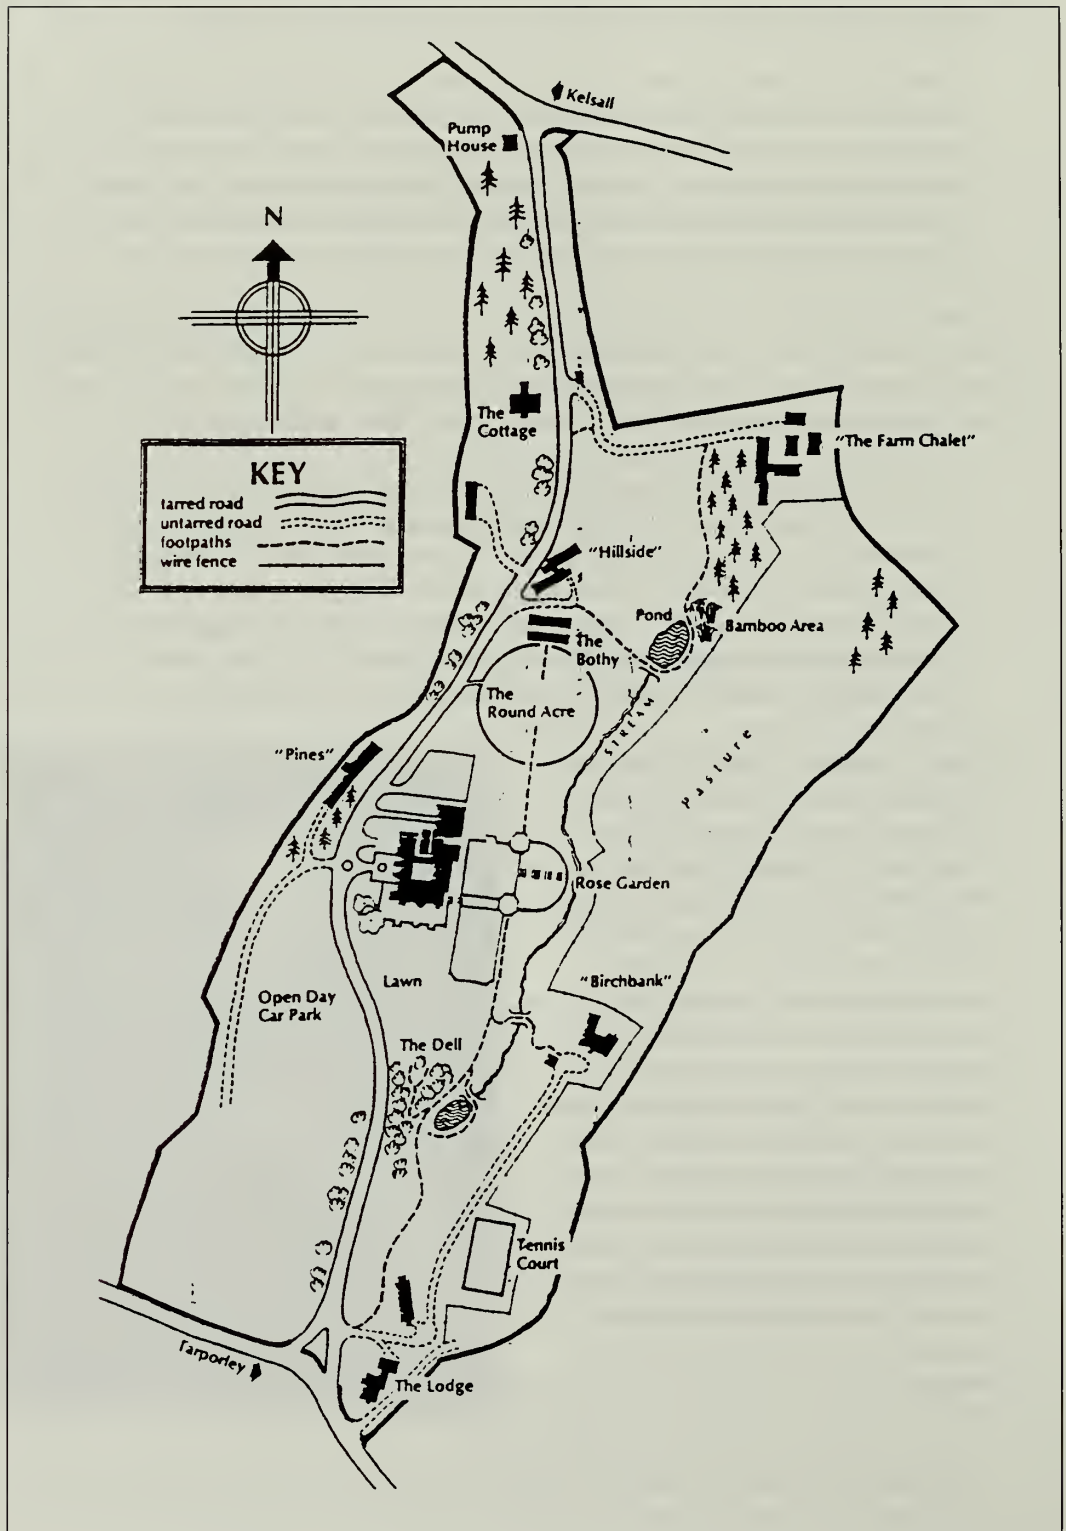 Kelsall
Pump
House
N
The
Cottage
"The Farm Chalet"
KEY
tarred road
untarred road
footpaths
wire fence
"Hillside"
Pond
Bamboo Area
The
Bothy
The
Round Acre
STREAM
Pasture
"Pines"
Rose Garden
Lawn
"Birchbank"
Open Day
Car Park
The Dell
Tennis
Court
Tarporley
The Lodge